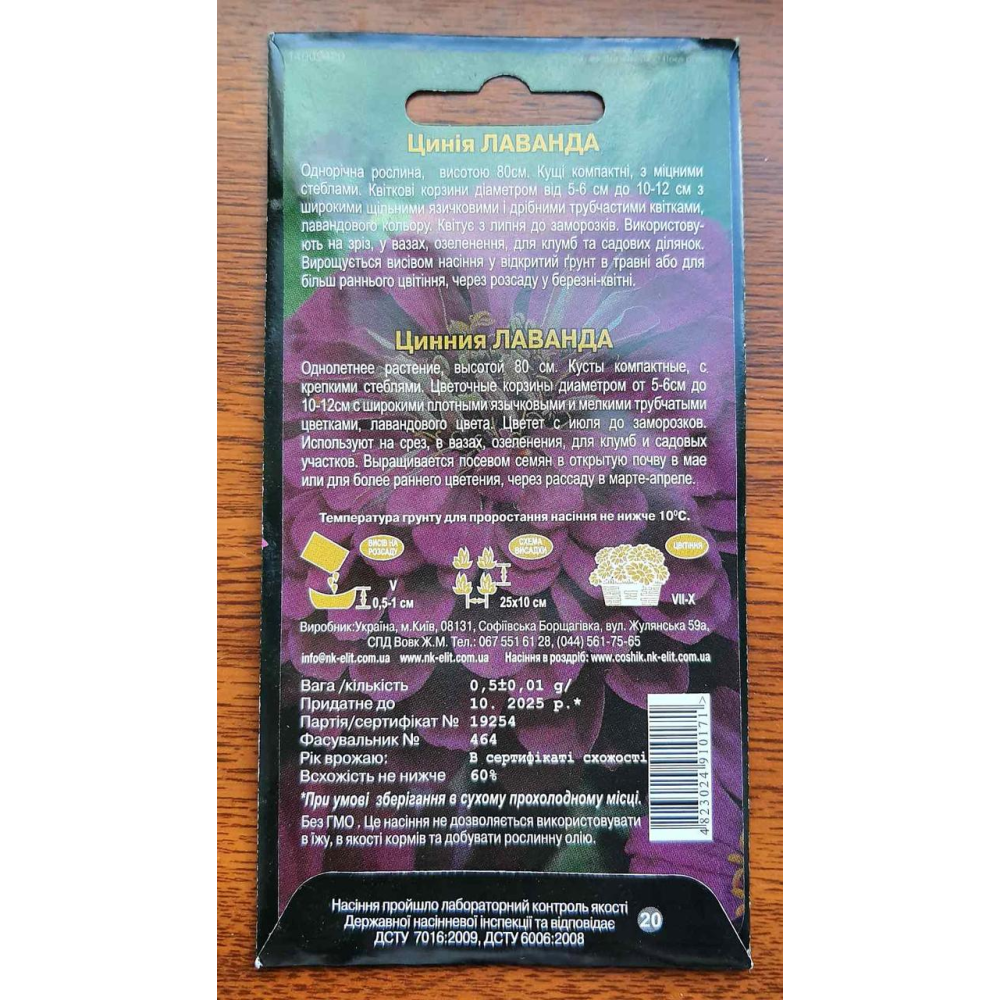 Цинія ЛАВАНДА
Однорічна рослина, висотою 80см. Кущі компактні, з міцними
стеблами. Квіткові корзини діаметром від 5-6 см до 10-12 см з
широкими щільними язичковими і дрібними трубчастими квітками,
лавандового кольору. Квітує з липня до заморозків. Використову-
ють на зріз, у вазах, озеленення, для клумб та садових ділянок.
Вирощується висівом насіння у відкритий ґрунт в травні або для
більш раннього цвітіння, через розсаду у березні-квітні.
Цинния ЛАВАНДА
Однолетнее растение, высотой 80 см. Кусты компактные, с
крепкими стеблями. Цветочные корзины диаметром от 5-6см до
10-12см с широкими плотными язычковыми и мелкими трубчатыми
цветками, лавандового цвета. Цветет с июля до заморозков.
Используют на срез, в вазах, озеленения, для клумб и садовых
участков. Выращивается посевом семян в открытую почву в мае
или для более раннего цветения, через рассаду в марте-апреле.
Температура грунту для проростання насіння не нижче 10°С.
ВИСІВ НА
РОЗСАДУ
V
0,5-1 см
СХЕМА
ВИСАДКИ
25х10 см
ЦВІТІННЯ
VII-X
Виробник:Україна, м.Київ, 08131, Софіївська Борщагівка, вул. Жулянська 59а,
СПД Вовк Ж.М. Тел.: 067 551 61 28, (044) 561-75-65
info@nk-elit.com.ua www.nk-elit.com.ua Насіння в роздріб: www.coshik.nk-elit.com.ua
Вага /кількість 0,5±0,01 g/
Придатне до 10. 2025 р.*
Партія/сертифікат № 19254
Фасувальник № 464
Рік врожаю: В сертифікаті схожості
Всхожість не нижче 60%
*При умові зберігання в сухому прохолодному місці.
Без ГМО . Це насіння не дозволяється використовувати
в їжу, в якості кормів та добувати рослинну олію.
4 823024 910171 >
Насіння пройшло лабораторний контроль якості
Державної насінневої інспекції та відповідає
ДСТУ 7016:2009, ДСТУ 6006:2008
20